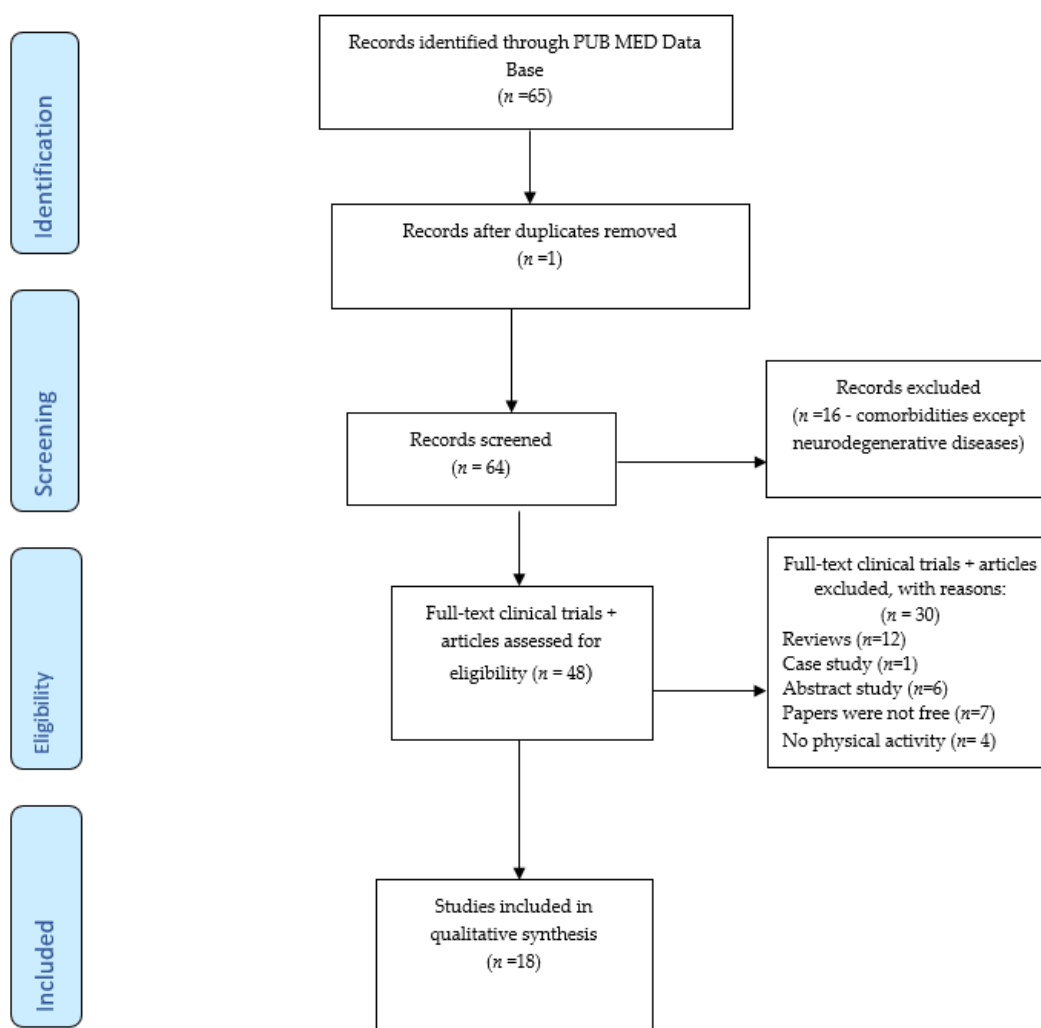 Identification
Records identified through PUB MED Data
Base
(n =65)
Records after duplicates removed
(n =1)
Screening
Records screened
(n = 64)
Records excluded
(n =16 - comorbidities except
neurodegenerative diseases)
Eligibility
Full-text clinical trials +
articles assessed for
eligibility (n = 48)
Full-text clinical trials + articles
excluded, with reasons:
(n = 30)
Reviews (n=12)
Case study (n=1)
Abstract study (n=6)
Papers were not free (n=7)
No physical activity (n= 4)
Included
Studies included in
qualitative synthesis
(n =18)